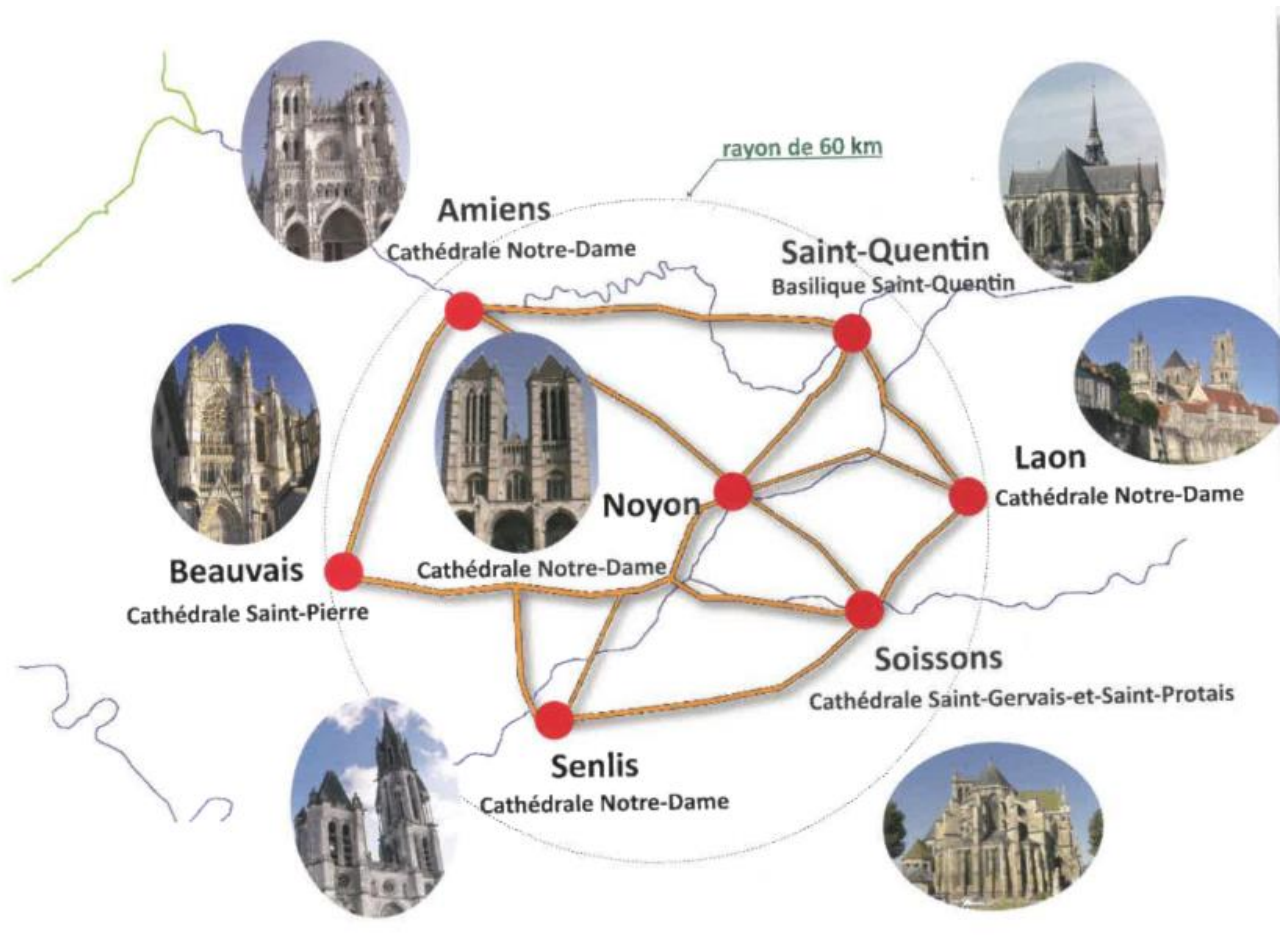 rayon de 60 km
Amiens
Cathédrale Notre-Dame
Saint-Quentin
Basilique Saint-Quentin
Laon
Cathédrale Notre-Dame
Noyon
Cathédrale Notre-Dame
Beauvais
Cathédrale Saint-Pierre
Soissons
Cathédrale Saint-Gervais-et-Saint-Protais
Senlis
Cathédrale Notre-Dame